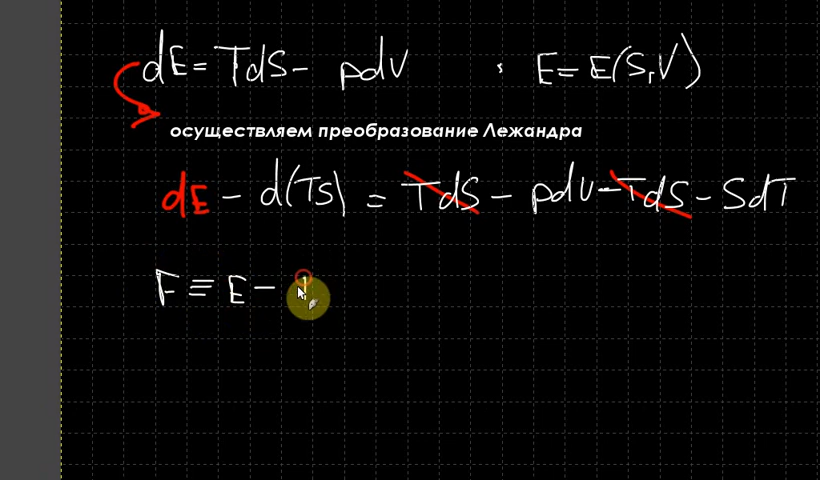 dE = TdS - pdV ; E = E(S,V)
осуществляем преобразование Лежандра
dE - d(TS) = TdS - pdV - TdS - SdT
F ≡ E -